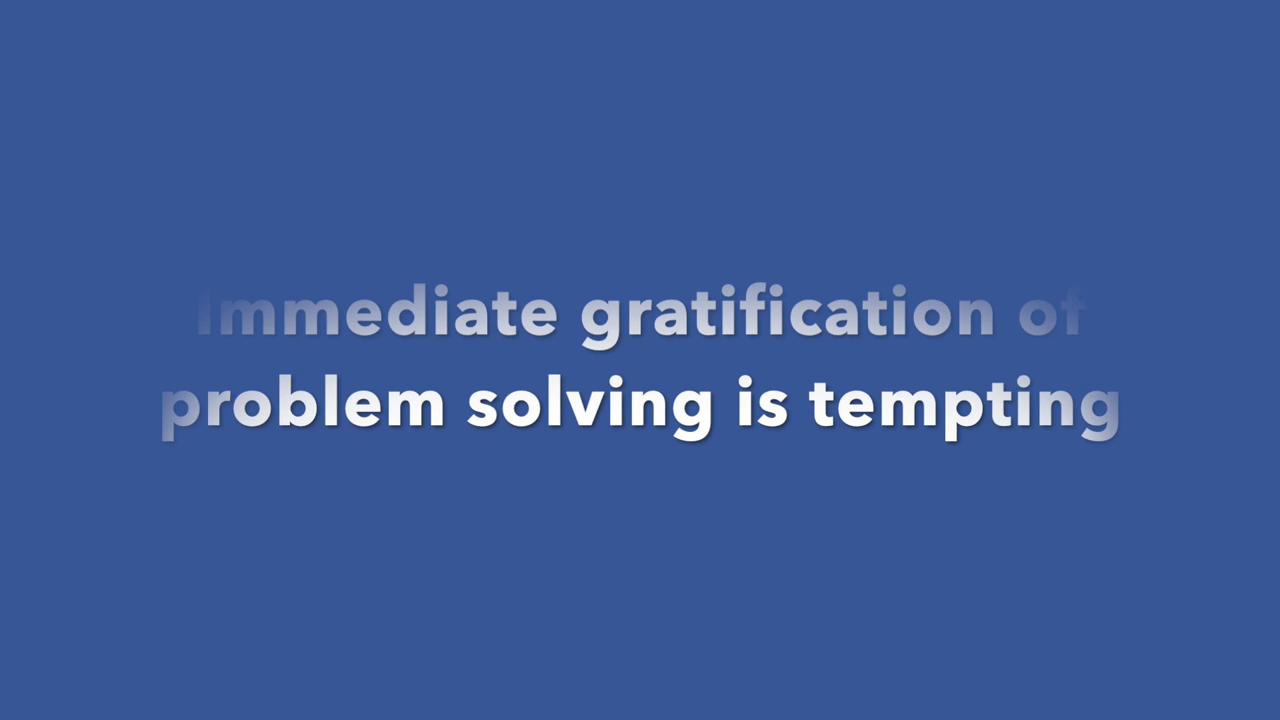 Immediate gratification of
problem solving is tempting